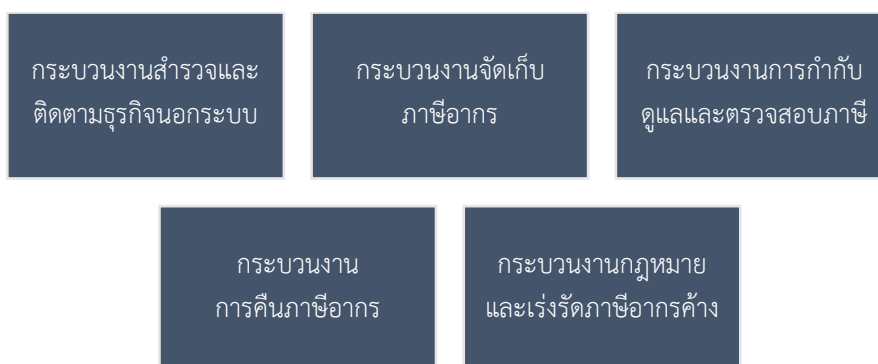 กระบวนงานสำรวจและ
ติดตามธุรกิจนอกระบบ
กระบวนงานจัดเก็บ
ภาษีอากร
กระบวนงานการกำกับ
ดูแลและตรวจสอบภาษี
กระบวนงาน
การคืนภาษีอากร
กระบวนงานกฎหมาย
และเร่งรัดภาษีอากรค้าง